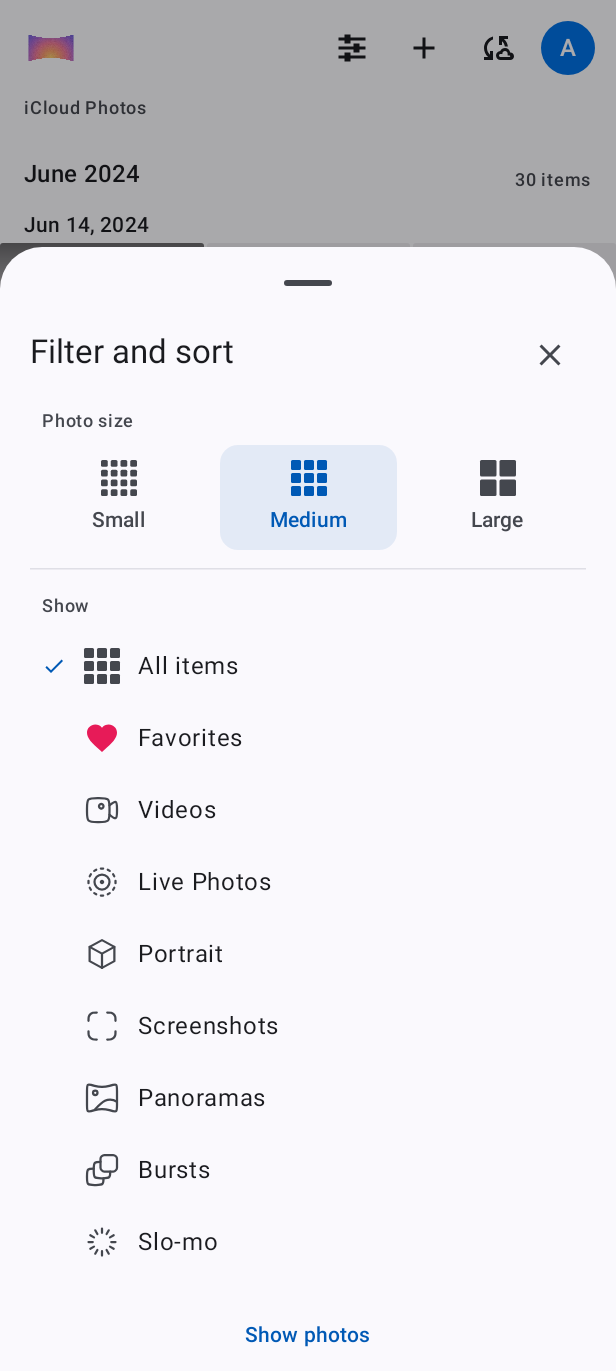 A
iCloud Photos
June 2024
30 items
Jun 14, 2024
Filter and sort
Photo size
Small
Medium
Large
Show
All items
Favorites
Videos
Live Photos
Portrait
Screenshots
Panoramas
Bursts
Slo-mo
Show photos